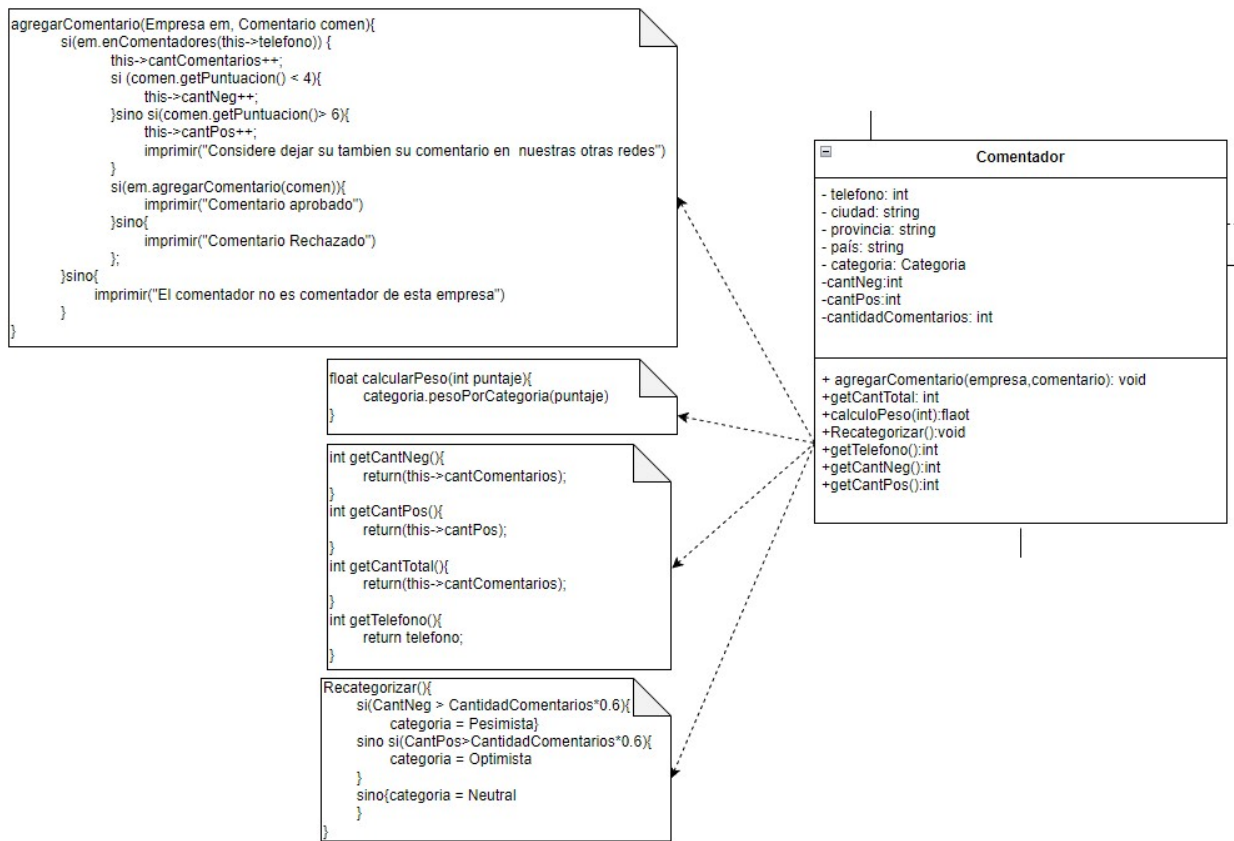 agregarComentario(Empresa em, Comentario comen){
si(em.enComentadores(this->telefono)) {
this->cantComentarios++;
si (comen.getPuntuacion() < 4){
this->cantNeg++;
}sino si(comen.getPuntuacion()> 6){
this->cantPos++;
imprimir("Considere dejar su tambien su comentario en nuestras otras redes")
}
si(em.agregarComentario(comen)){
imprimir("Comentario aprobado")
}sino{
imprimir("Comentario Rechazado")
};
}sino{
imprimir("El comentador no es comentador de esta empresa")
}
}
float calcularPeso(int puntaje){
categoria.pesoPorCategoria(puntaje)
}
int getCantNeg(){
return(this->cantComentarios);
}
int getCantPos(){
return(this->cantPos);
}
int getCantTotal(){
return(this->cantComentarios);
}
int getTelefono(){
return telefono;
}
Recategorizar(){
si(CantNeg > CantidadComentarios*0.6){
categoria = Pesimista}
sino si(CantPos>CantidadComentarios*0.6){
categoria = Optimista
}
sino{categoria = Neutral
}
}
Comentador
- telefono: int
- ciudad: string
- provincia: string
- país: string
- categoria: Categoria
-cantNeg:int
-cantPos:int
-cantidadComentarios: int
+ agregarComentario(empresa,comentario): void
+getCantTotal: int
+calculoPeso(int):flaot
+Recategorizar():void
+getTelefono():int
+getCantNeg():int
+getCantPos():int